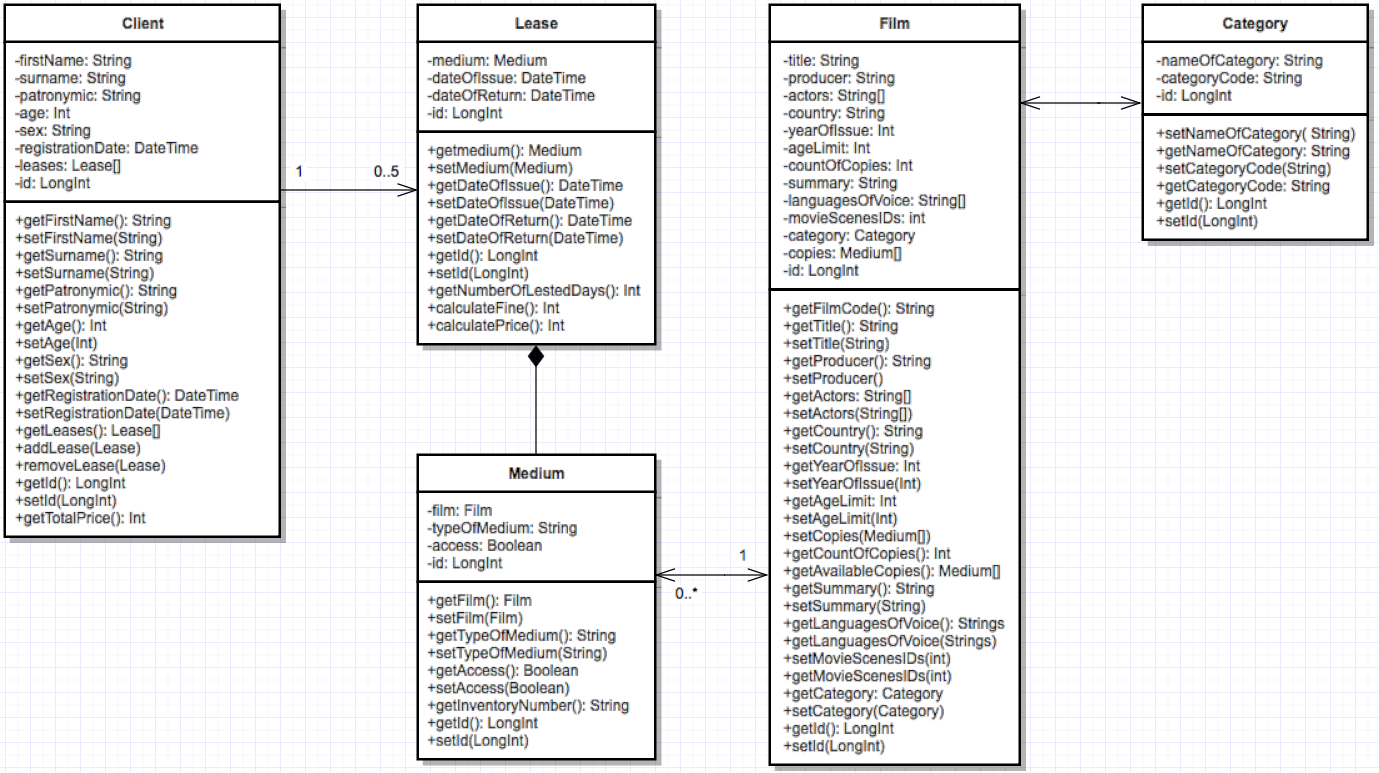 Client
-firstName: String
-surname: String
-patronymic: String
-age: Int
-sex: String
-registrationDate: DateTime
-leases: Lease[]
-id: LongInt
+getFirstName(): String
+setFirstName(String)
+getSurname(): String
+setSurname(String)
+getPatronymic(): String
+setPatronymic(String)
+getAge(): Int
+setAge(Int)
+getSex(): String
+setSex(String)
+getRegistrationDate(): DateTime
+setRegistrationDate(DateTime)
+getLeases(): Lease[]
+addLease(Lease)
+removeLease(Lease)
+getId(): LongInt
+setId(LongInt)
+getTotalPrice(): Int
1
0..5
Lease
-medium: Medium
-dateOfIssue: DateTime
-dateOfReturn: DateTime
-id: LongInt
+getmedium(): Medium
+setMedium(Medium)
+getDateOfIssue(): DateTime
+setDateOfIssue(DateTime)
+getDateOfReturn(): DateTime
+setDateOfReturn(DateTime)
+getId(): LongInt
+setId(LongInt)
+getNumberOfLestedDays(): Int
+calculateFine(): Int
+calculatePrice(): Int
Medium
-film: Film
-typeOfMedium: String
-access: Boolean
-id: LongInt
+getFilm(): Film
+setFilm(Film)
+getTypeOfMedium(): String
+setTypeOfMedium(String)
+getAccess(): Boolean
+setAccess(Boolean)
+getInventoryNumber(): String
+getId(): LongInt
+setId(LongInt)
1
0..*
Film
-title: String
-producer: String
-actors: String[]
-country: String
-yearOfIssue: Int
-ageLimit: Int
-countOfCopies: Int
-summary: String
-languagesOfVoice: String[]
-movieScenesIDs: int
-category: Category
-copies: Medium[]
-id: LongInt
+getFilmCode(): String
+getTitle(): String
+setTitle(String)
+getProducer(): String
+setProducer()
+getActors: String[]
+setActors(String[])
+getCountry(): String
+setCountry(String)
+getYearOfIssue: Int
+setYearOfIssue(Int)
+getAgeLimit: Int
+setAgeLimit(Int)
+setCopies(Medium[])
+getCountOfCopies(): Int
+getAvailableCopies(): Medium[]
+getSummary(): String
+setSummary(String)
+getLanguagesOfVoice(): Strings
+getLanguagesOfVoice(Strings)
+setMovieScenesIDs(int)
+getMovieScenesIDs(int)
+getCategory: Category
+setCategory(Category)
+getId(): LongInt
+setId(LongInt)
Category
-nameOfCategory: String
-categoryCode: String
-id: LongInt
+setNameOfCategory( String)
+getNameOfCategory: String
+setCategoryCode(String)
+getCategoryCode: String
+getId(): LongInt
+setId(LongInt)